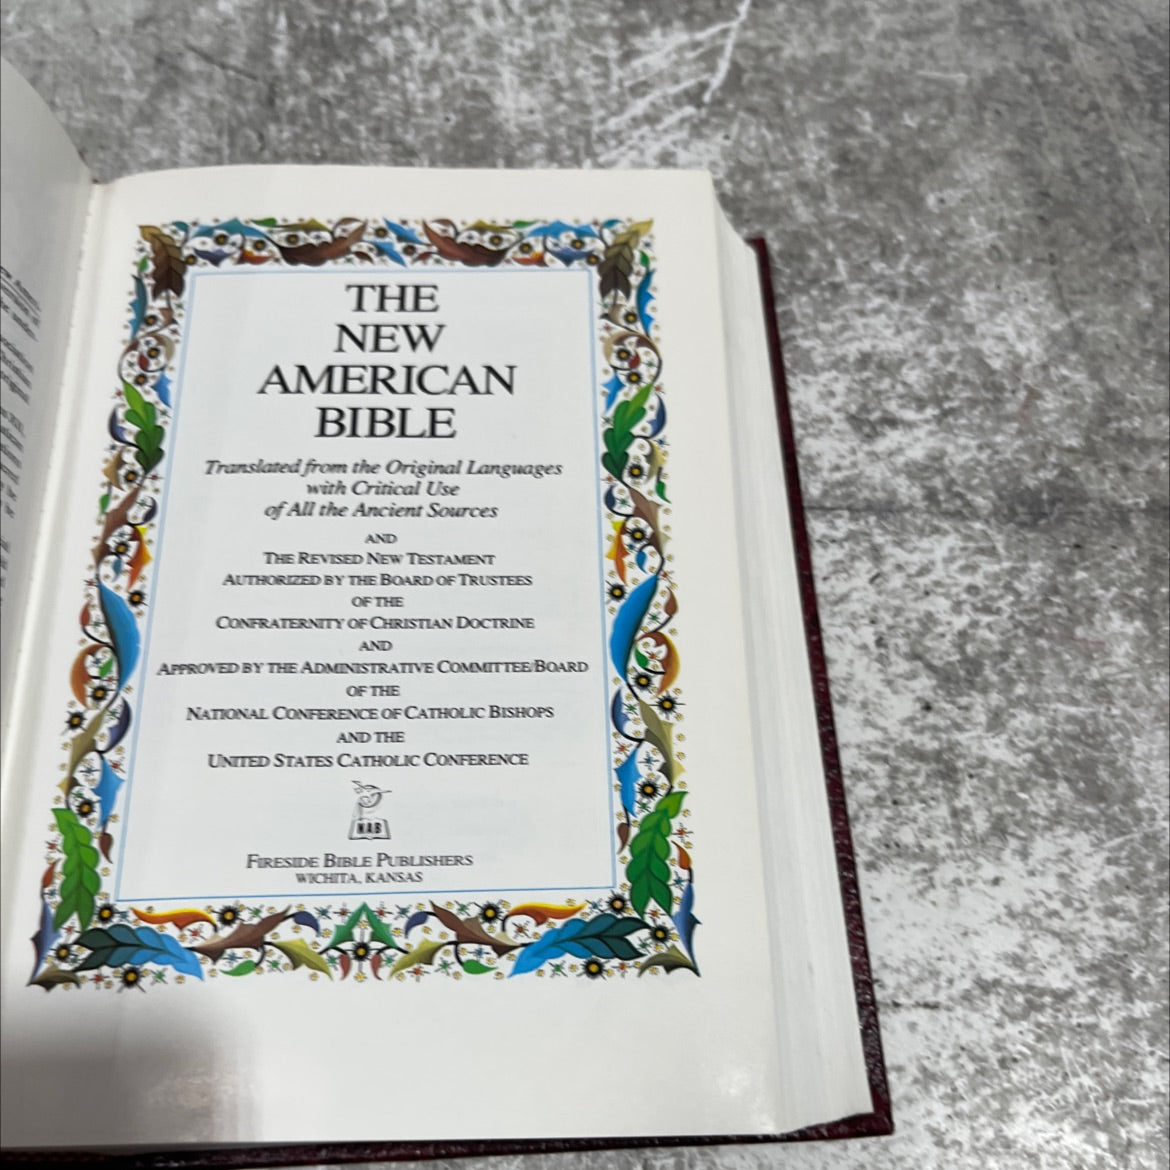 THE
NEW
AMERICAN
BIBLE
Translated from the Original Languages
with Critical Use
of All the Ancient Sources
AND
THE REVISED NEW TESTAMENT
AUTHORIZED BY THE BOARD OF TRUSTEES
OF THE
CONFRATERNITY OF CHRISTIAN DOCTRINE
AND
APPROVED BY THE ADMINISTRATIVE COMMITTEE/BOARD
OF THE
NATIONAL CONFERENCE OF CATHOLIC BISHOPS
AND THE
UNITED STATES CATHOLIC CONFERENCE
NAB
FIRESIDE BIBLE PUBLISHERS
WICHITA, KANSAS